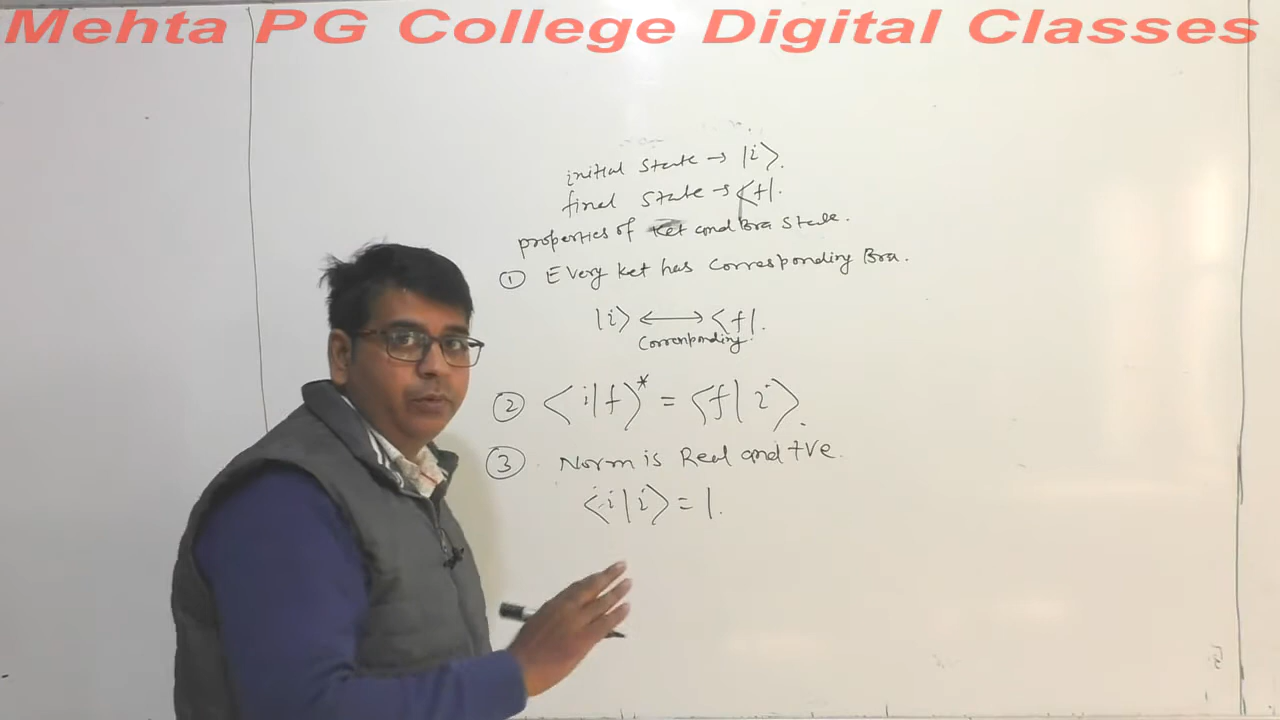 Mehta PG College Digital Classes
initial state → |i⟩.
final state → ⟨f|.
properties of Ket and Bra state.
① Every ket has corresponding Bra.
|i⟩ ⟷ ⟨f|.
Corresponding.
② ⟨i|f⟩* = ⟨f|i⟩.
③ Norm is Real and +ve.
⟨i|i⟩ = 1.